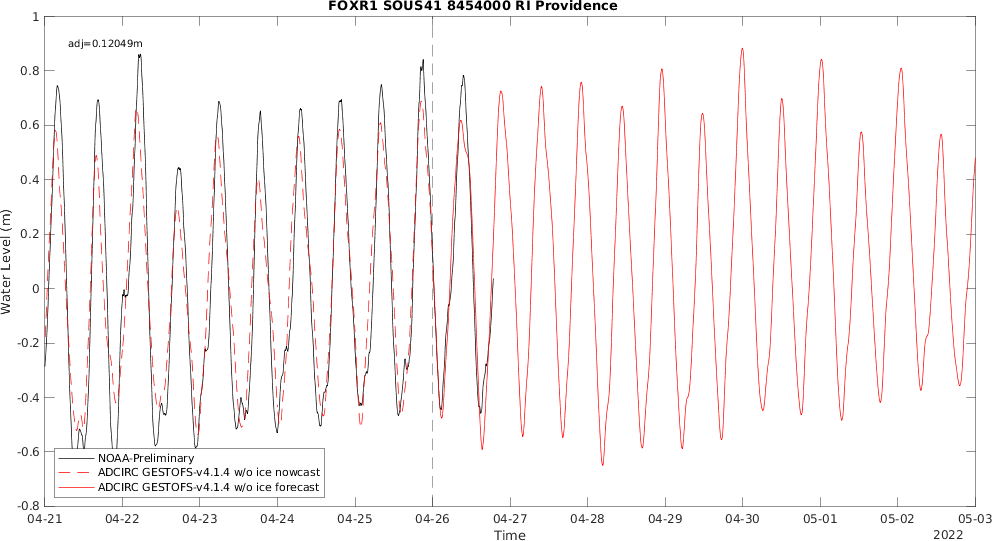 FOXR1 SOUS41 8454000 RI Providence
adj=0.12049m
1
0.8
0.6
0.4
0.2
0
-0.2
-0.4
-0.6
-0.8
Water Level (m)
NOAA-Preliminary
ADCIRC GESTOFS-v4.1.4 w/o ice nowcast
ADCIRC GESTOFS-v4.1.4 w/o ice forecast
04-21 04-22 04-23 04-24 04-25 04-26 04-27 04-28 04-29 04-30 05-01 05-02 05-03
Time
2022